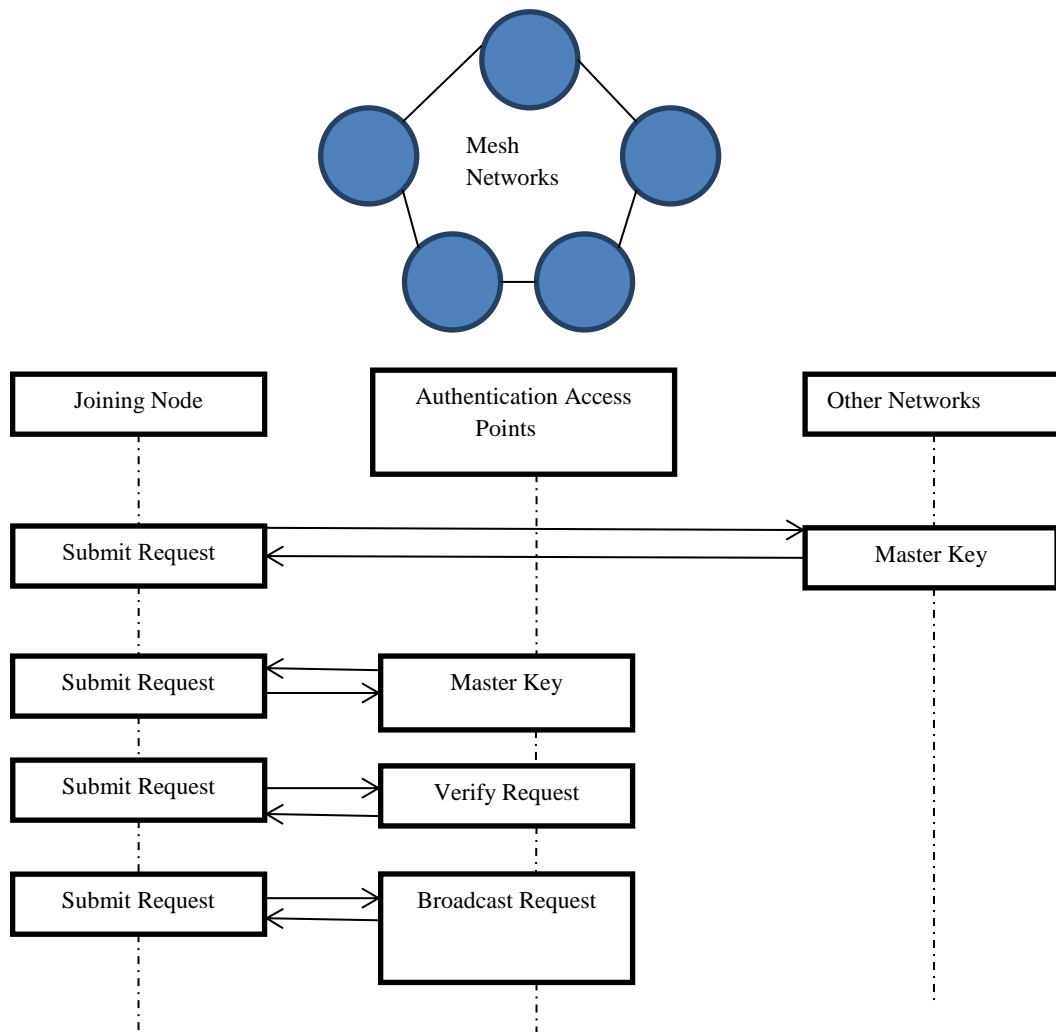 Mesh
Networks
Joining Node
Authentication Access
Points
Other Networks
Submit Request
Master Key
Submit Request
Master Key
Submit Request
Verify Request
Submit Request
Broadcast Request